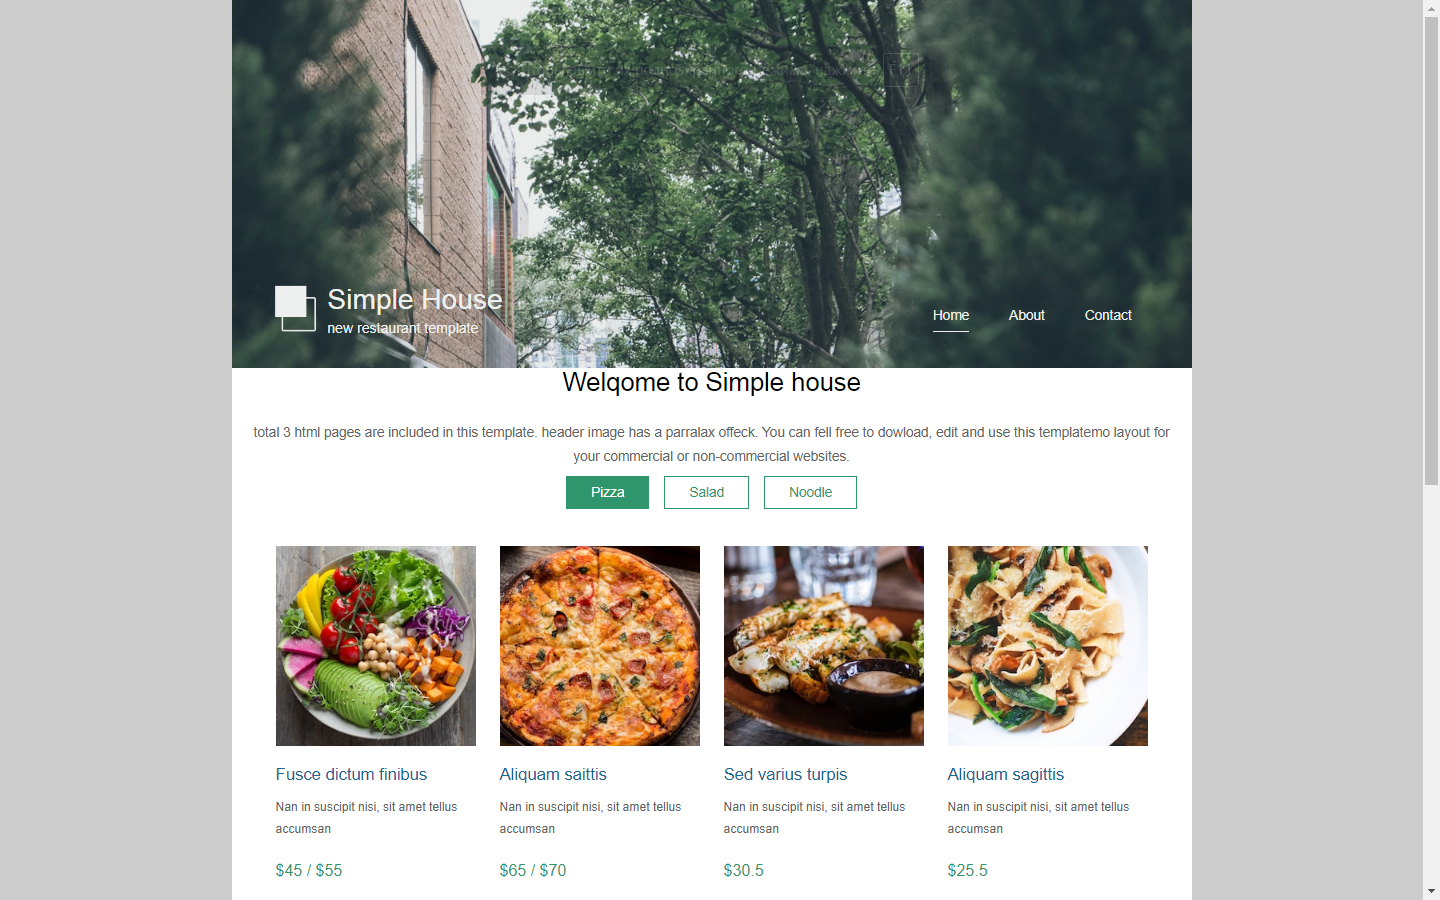 Simple House
new restaurant template
Home
About
Contact
Welqome to Simple house
total 3 html pages are included in this template. header image has a parralax offeck. You can fell free to dowload, edit and use this templatemo layout for
your commercial or non-commercial websites.
Pizza
Salad
Noodle
Fusce dictum finibus
Nan in suscipit nisi, sit amet tellus
accumsan
$45 / $55
Aliquam saittis
Nan in suscipit nisi, sit amet tellus
accumsan
$65 / $70
Sed varius turpis
Nan in suscipit nisi, sit amet tellus
accumsan
$30.5
Aliquam sagittis
Nan in suscipit nisi, sit amet tellus
accumsan
$25.5